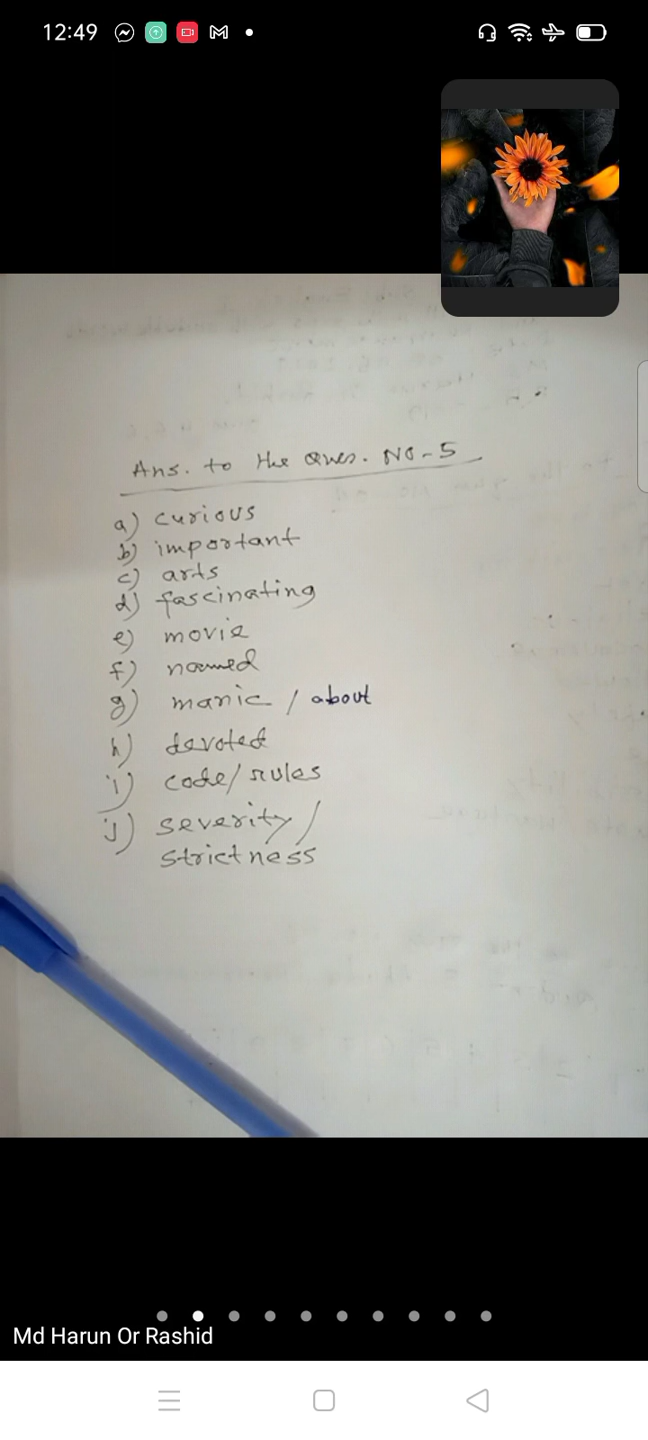 12:49
Ans. to the Ques. NO-5
a) curious
b) important
c) arts
d) fascinating
e) movie
f) named
g) manic / about
h) devoted
i) code/rules
j) severity/
strictness
Md Harun Or Rashid